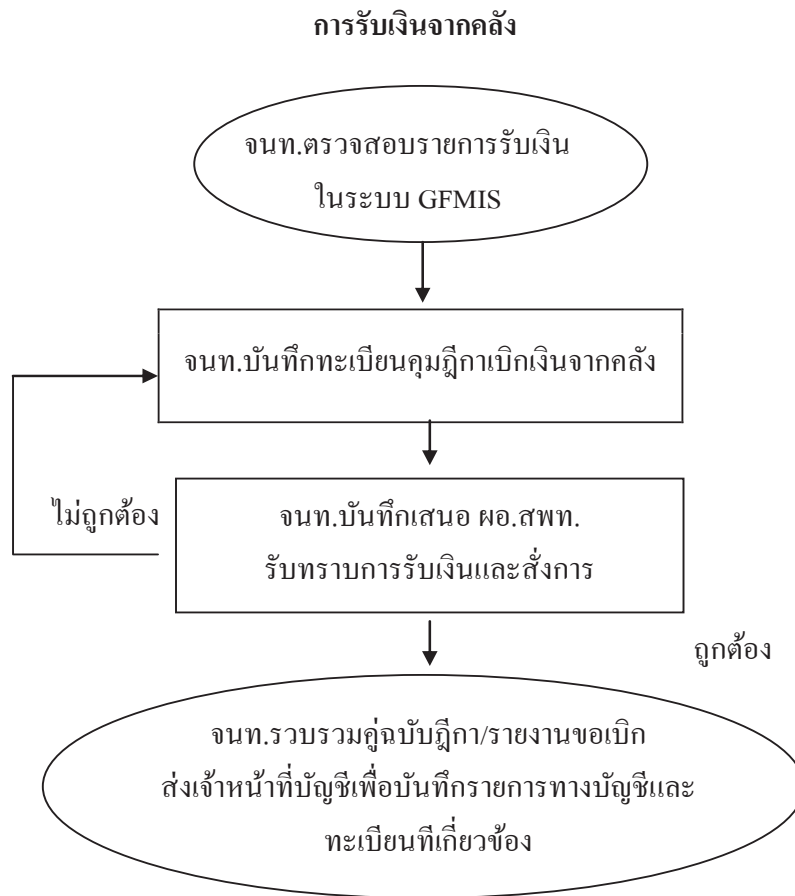 การรับเงินจากคลัง
จนท.ตรวจสอบรายการรับเงิน
ในระบบ GFMIS
จนท.บันทึกทะเบียนคุมฎีกาเบิกเงินจากคลัง
ไม่ถูกต้อง
จนท.บันทึกเสนอ ผอ.สพท.
รับทราบการรับเงินและสั่งการ
ถูกต้อง
จนท.รวบรวมคู่ฉบับฎีกา/รายงานขอเบิก
ส่งเจ้าหน้าที่บัญชีเพื่อบันทึกรายการทางบัญชีและ
ทะเบียนทีเกี่ยวข้อง